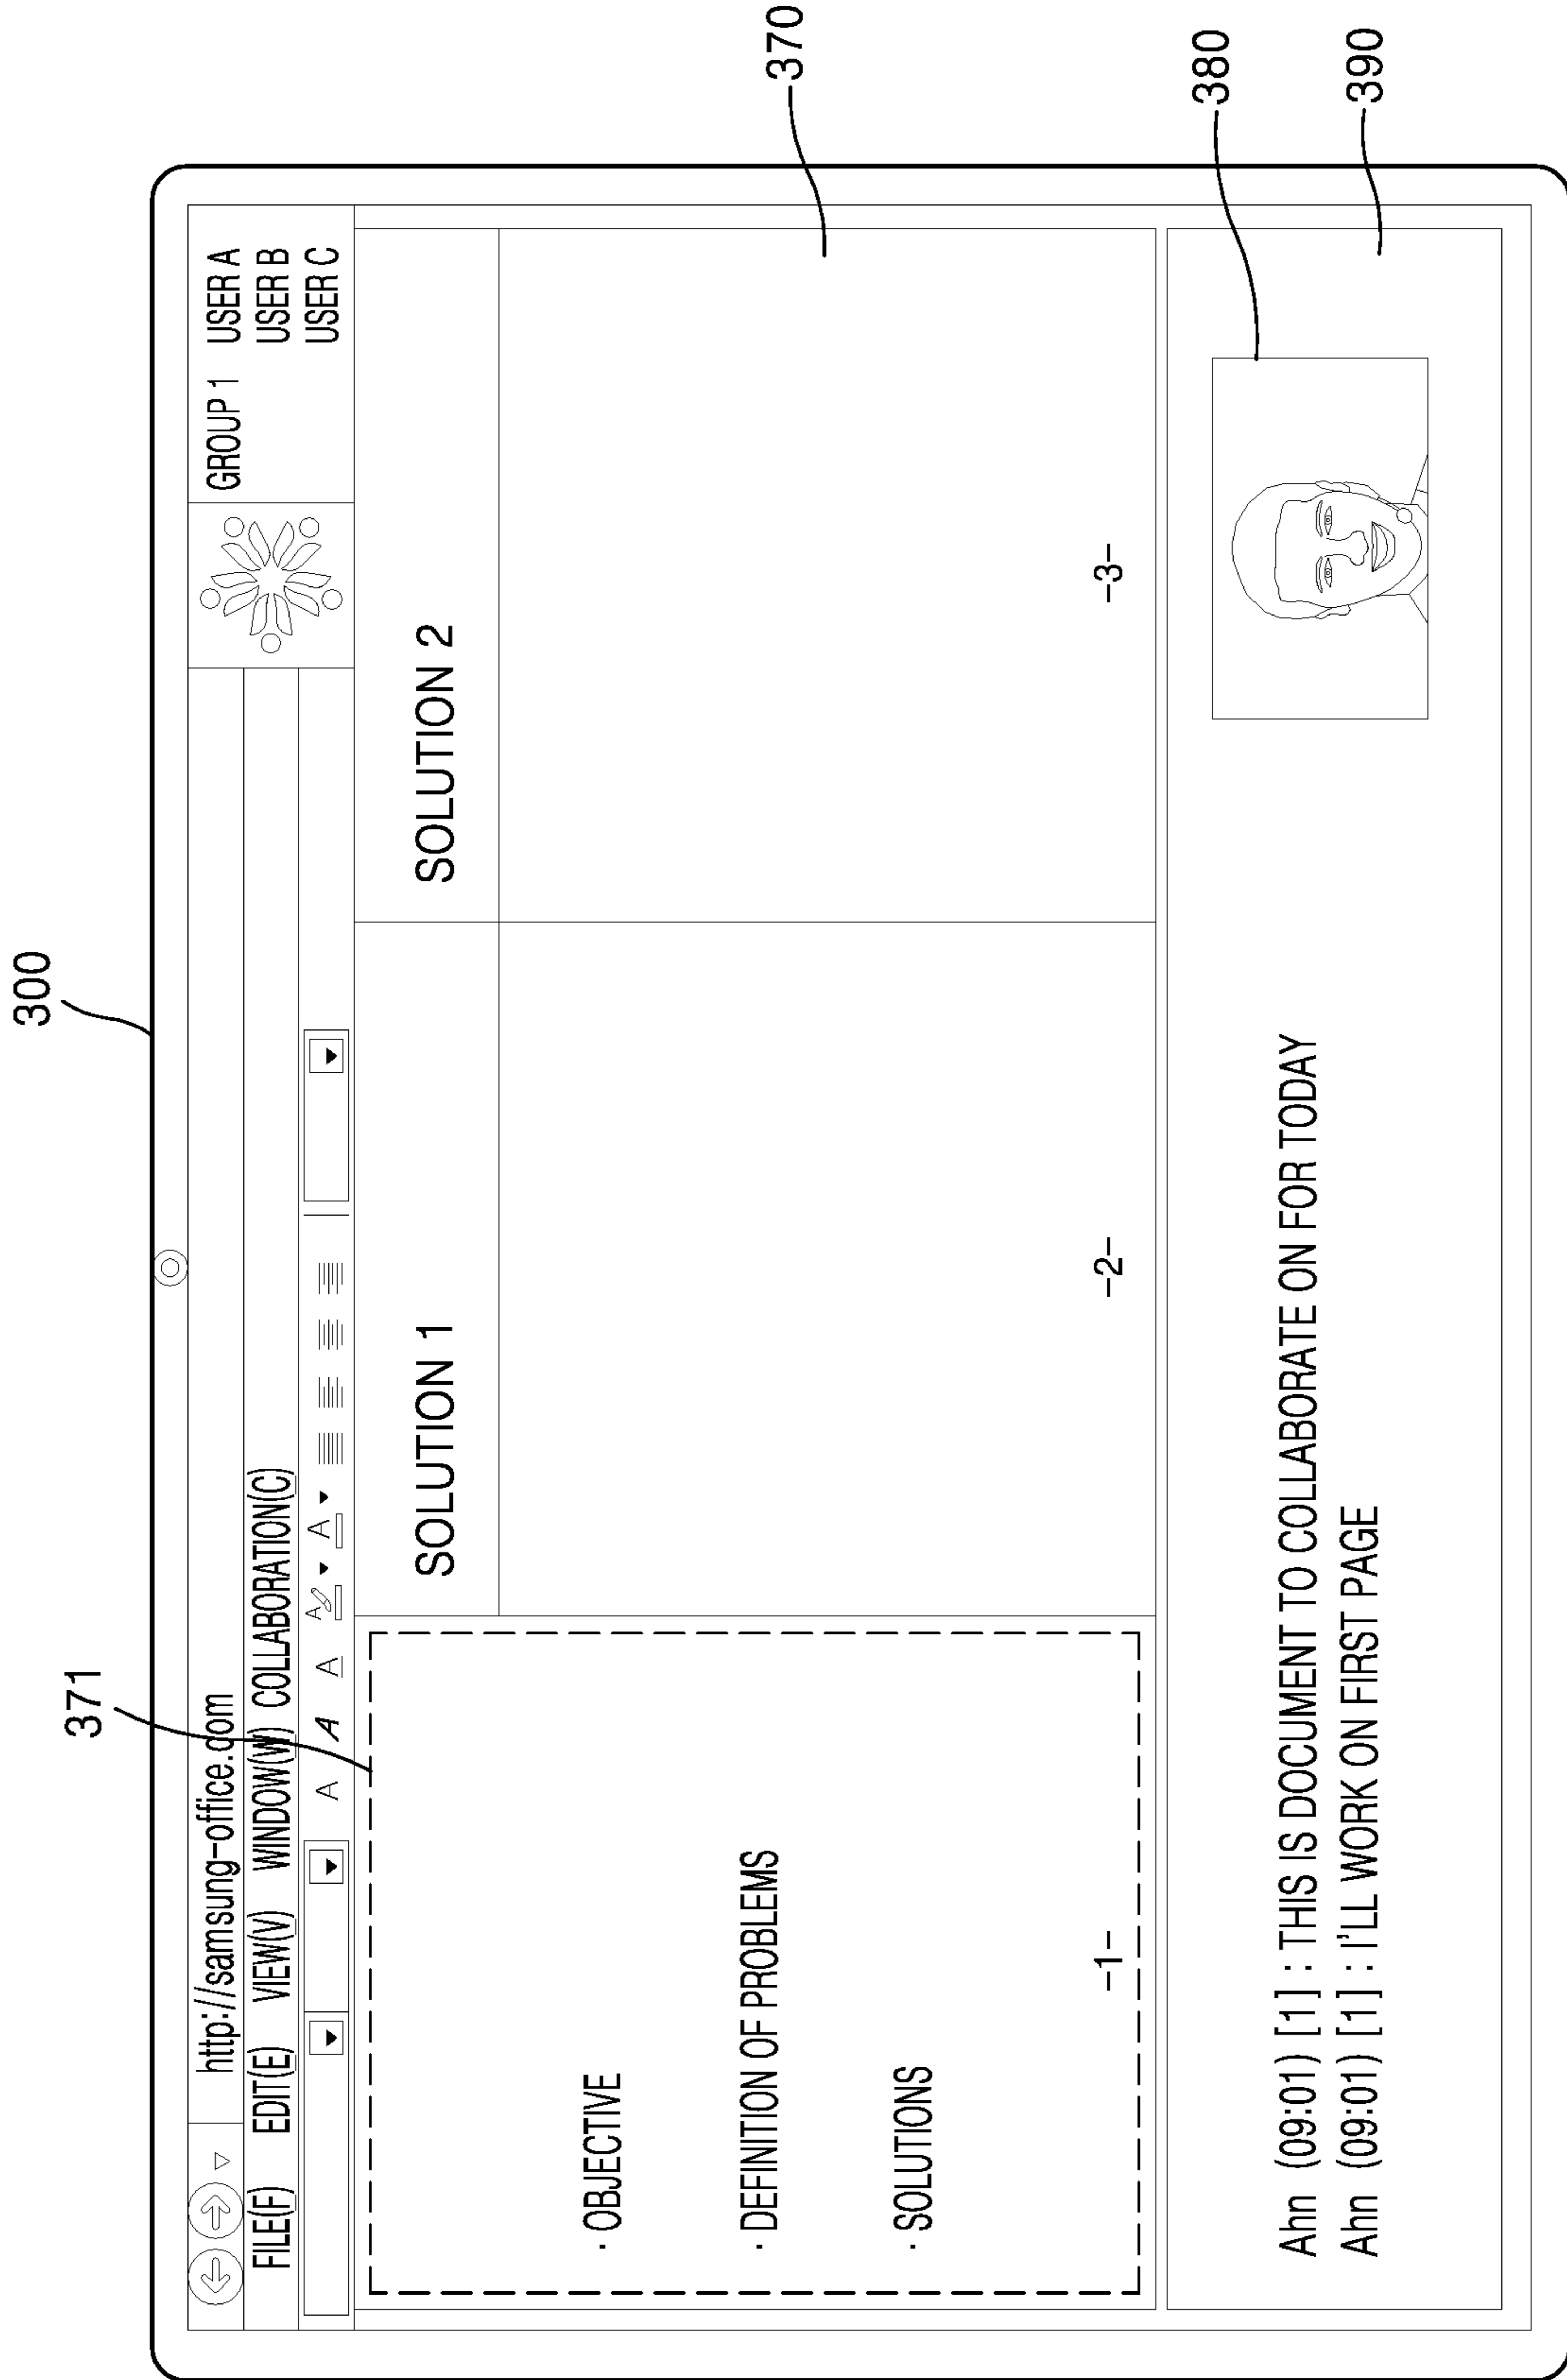 300
371
http://samsung-office.com
GROUP 1 USER A
USER B
USER C
FILE(F) EDIT(E) VIEW(V) WINDOW(W) COLLABORATION(C)
A A A A A
· OBJECTIVE
· DEFINITION OF PROBLEMS
· SOLUTIONS
-1-
SOLUTION 1
-2-
SOLUTION 2
-3-
370
Ahn (09:01) [1] : THIS IS DOCUMENT TO COLLABORATE ON FOR TODAY
Ahn (09:01) [1] : I'LL WORK ON FIRST PAGE
380
390